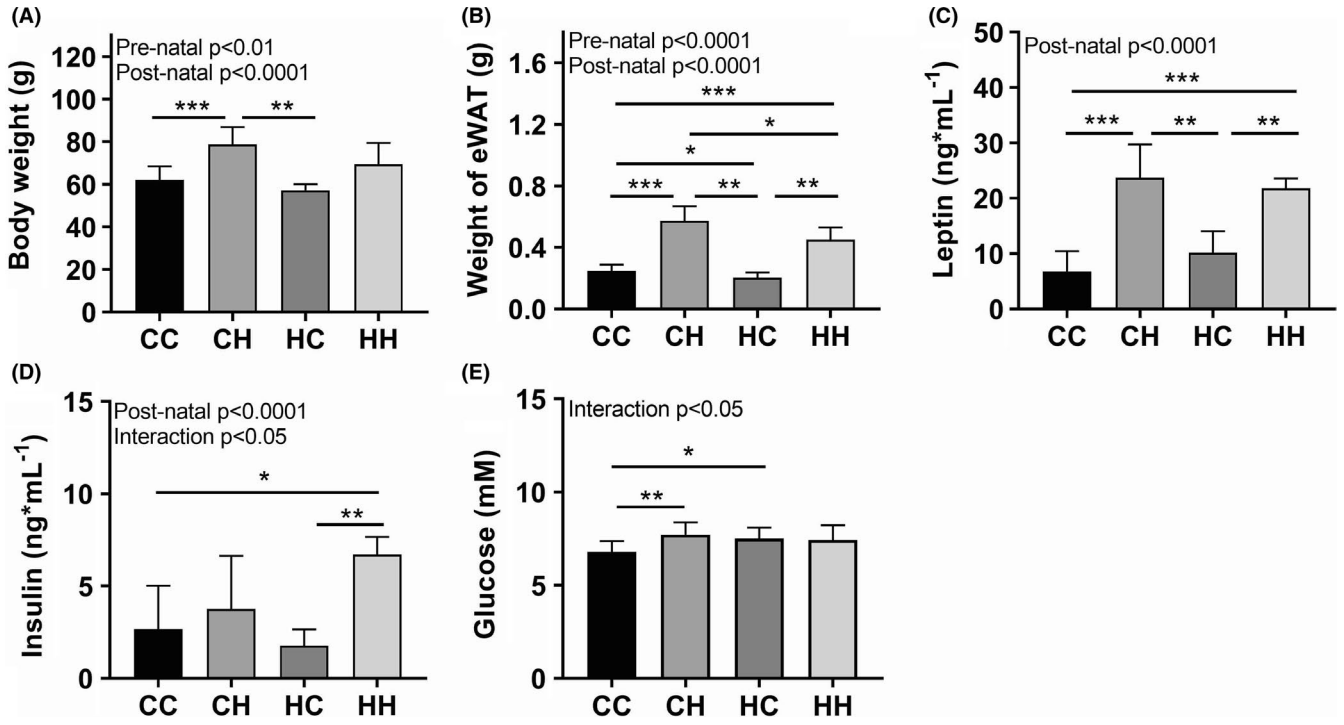 (A)
Pre-natal p<0.01
Post-natal p<0.0001
*** **
Body weight (g)
120
100
80
60
40
20
0
CC CH HC HH
(B)
Pre-natal p<0.0001
Post-natal p<0.0001
***
*
*
*** ** **
Weight of eWAT (g)
1.6
1.2
0.8
0.4
0.0
CC CH HC HH
(C)
Post-natal p<0.0001
***
*** ** **
Leptin (ng*mL-1)
50
40
30
20
10
0
CC CH HC HH
(D)
Post-natal p<0.0001
Interaction p<0.05
*
**
Insulin (ng*mL-1)
15
10
5
0
CC CH HC HH
(E)
Interaction p<0.05
*
**
Glucose (mM)
15
10
5
0
CC CH HC HH